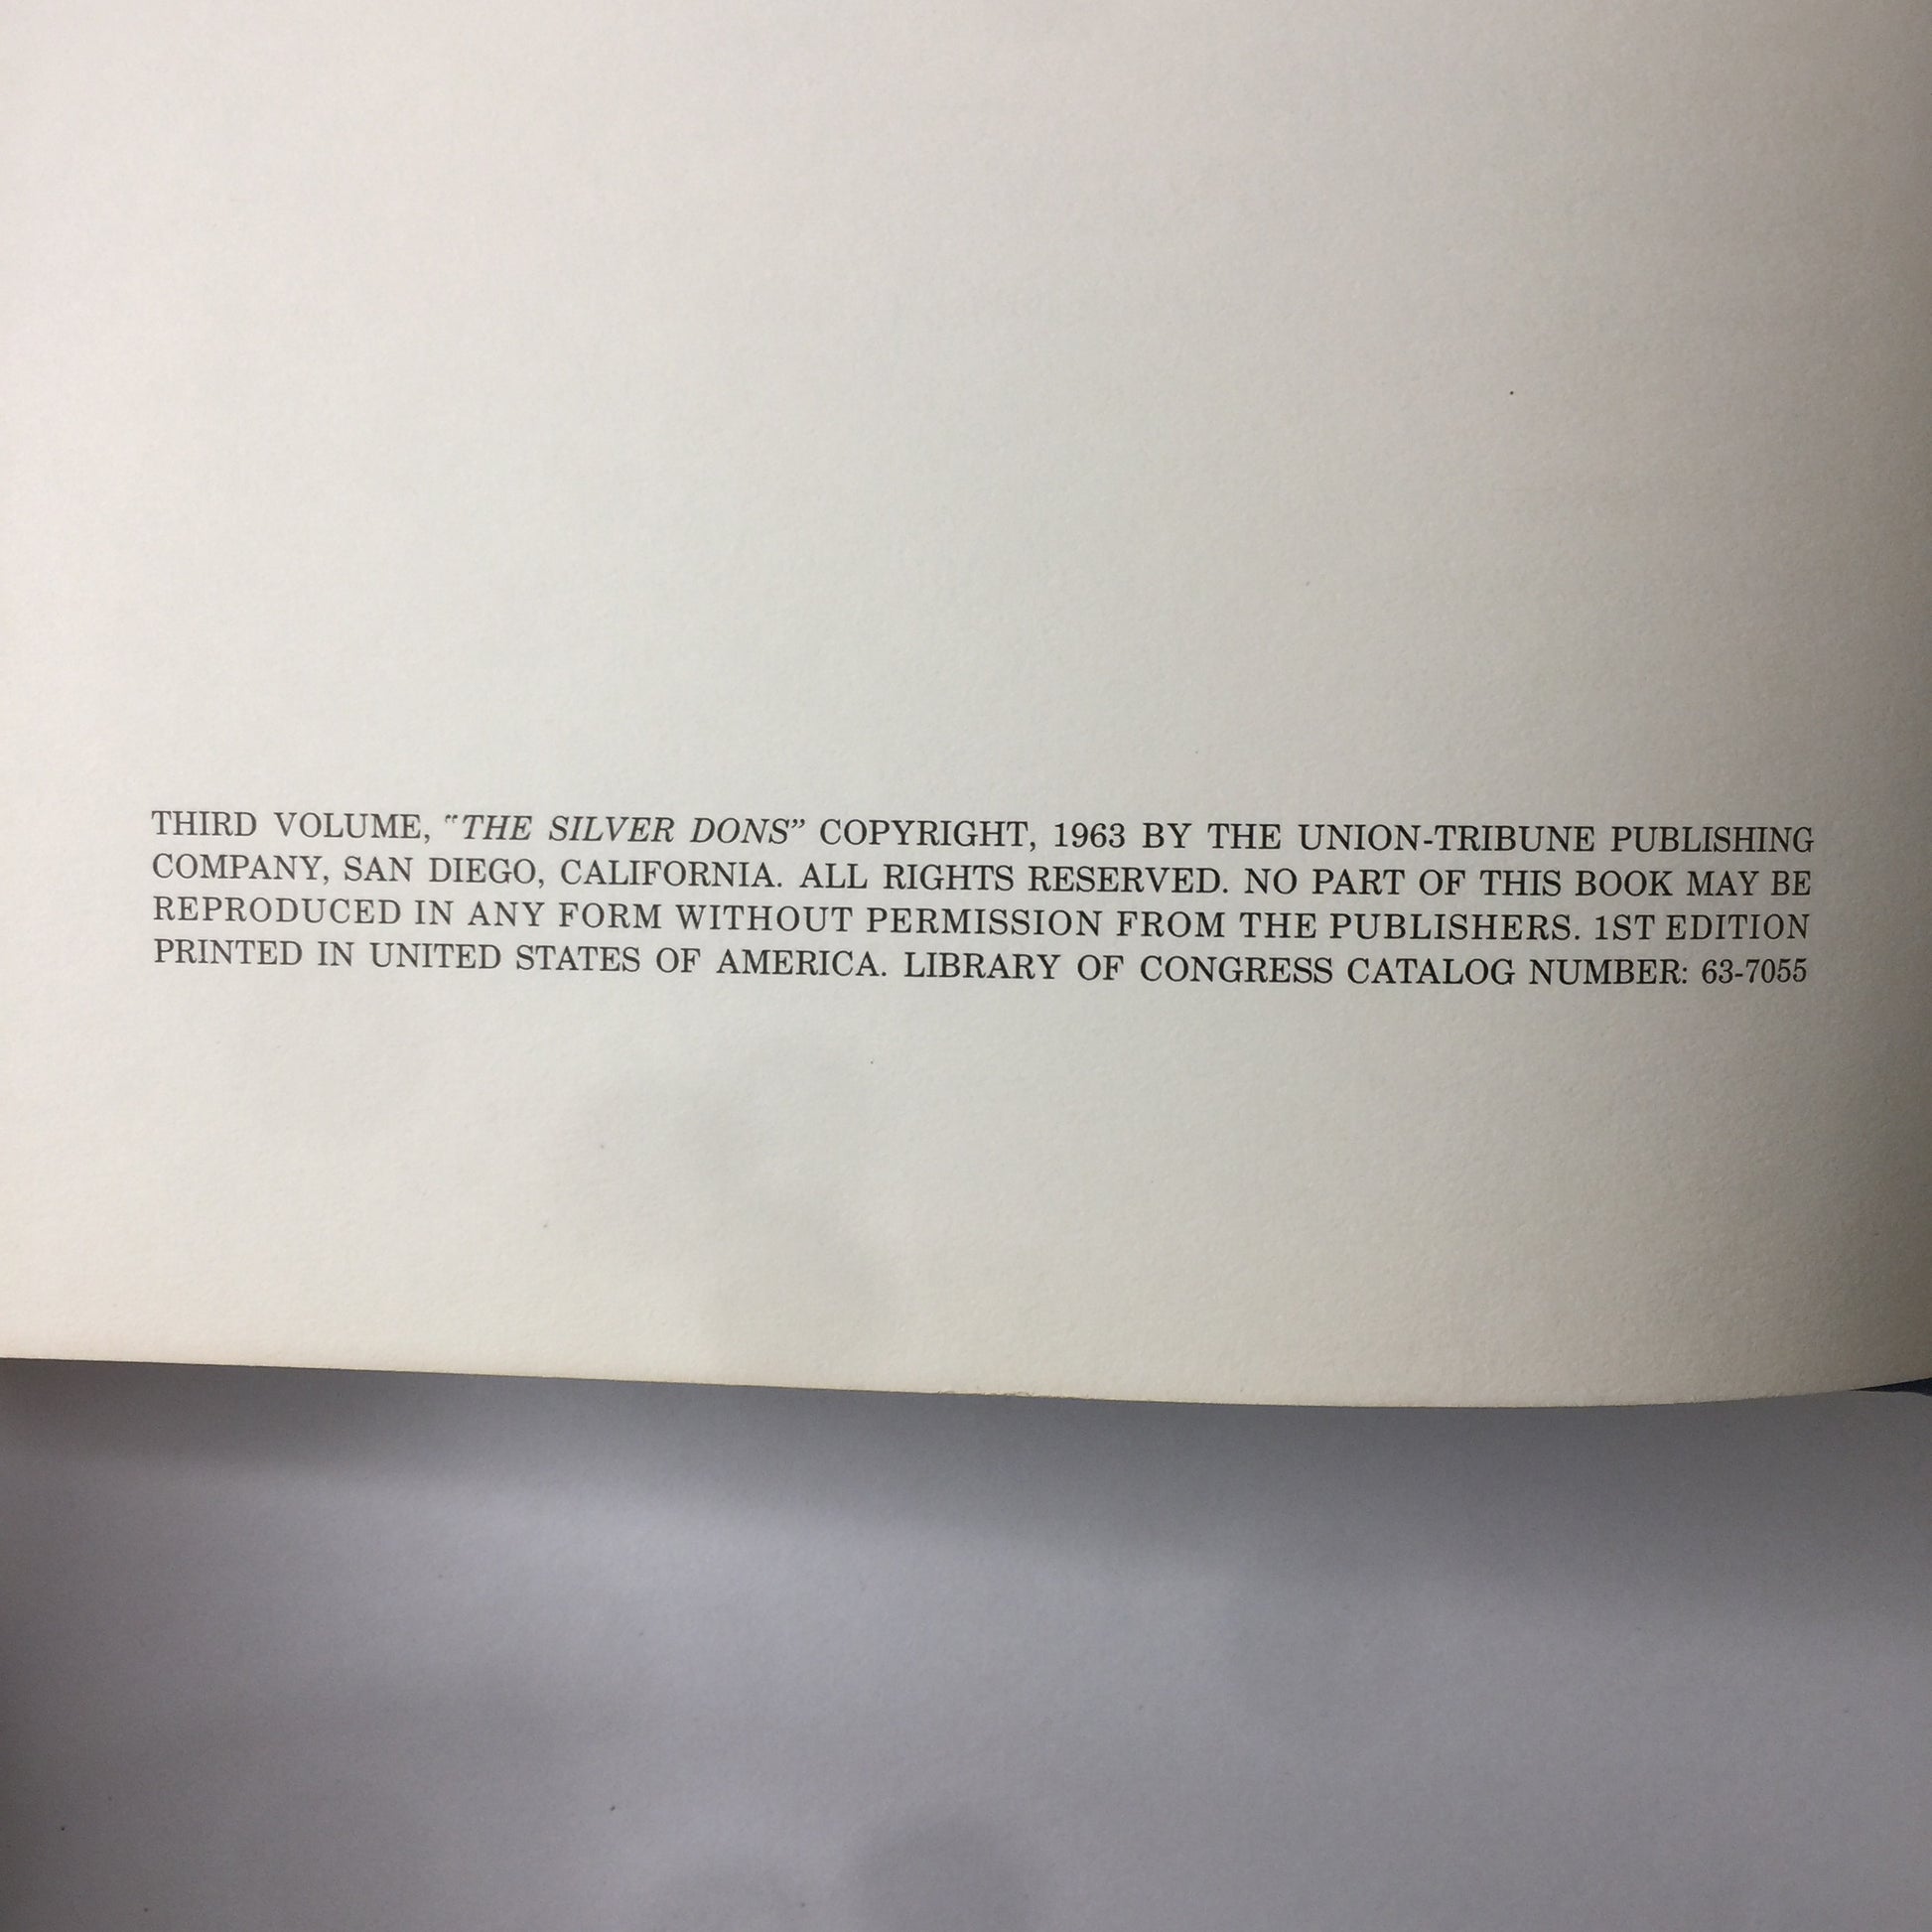 THIRD VOLUME, "THE SILVER DONS" COPYRIGHT, 1963 BY THE UNION-TRIBUNE PUBLISHING
COMPANY, SAN DIEGO, CALIFORNIA. ALL RIGHTS RESERVED. NO PART OF THIS BOOK MAY BE
REPRODUCED IN ANY FORM WITHOUT PERMISSION FROM THE PUBLISHERS. 1ST EDITION
PRINTED IN UNITED STATES OF AMERICA. LIBRARY OF CONGRESS CATALOG NUMBER: 63-7055